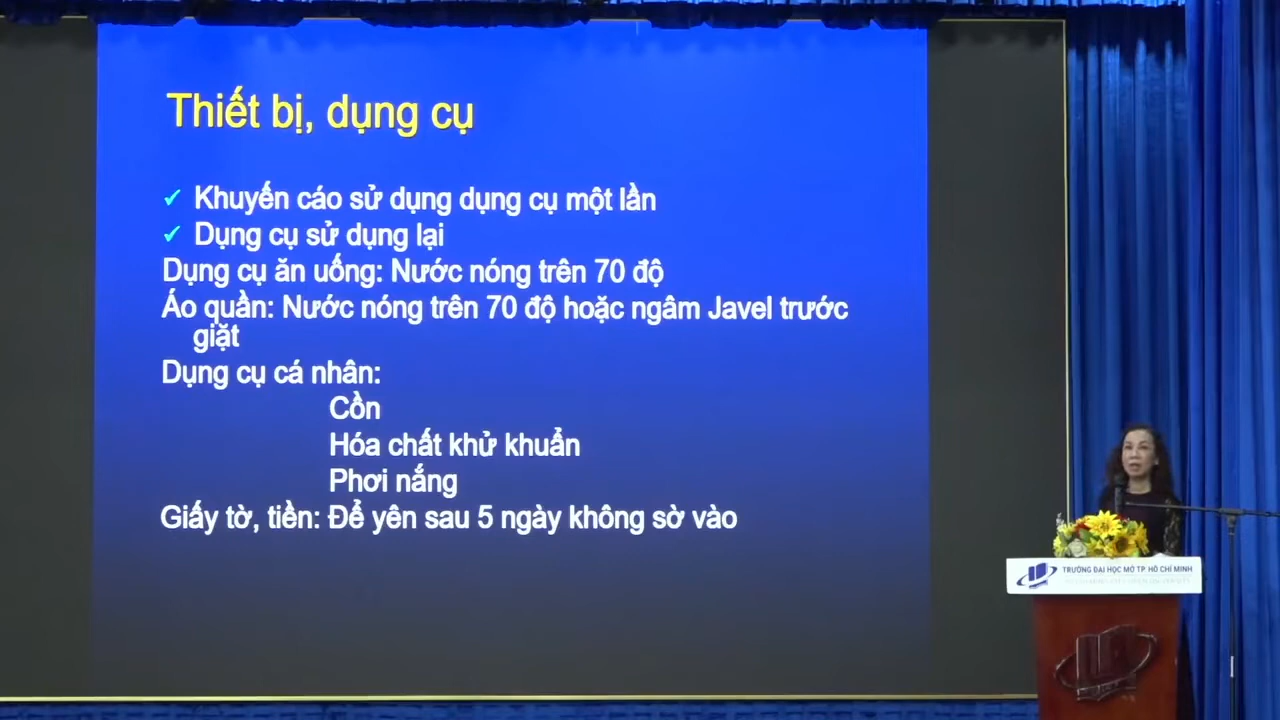 Thiết bị, dụng cụ
✓ Khuyến cáo sử dụng dụng cụ một lần
✓ Dụng cụ sử dụng lại
Dụng cụ ăn uống: Nước nóng trên 70 độ
Áo quần: Nước nóng trên 70 độ hoặc ngâm Javel trước
giặt
Dụng cụ cá nhân:
Cồn
Hóa chất khử khuẩn
Phơi nắng
Giấy tờ, tiền: Để yên sau 5 ngày không sờ vào
TRƯỜNG ĐẠI HỌC MỞ TP. HỒ CHÍ MINH